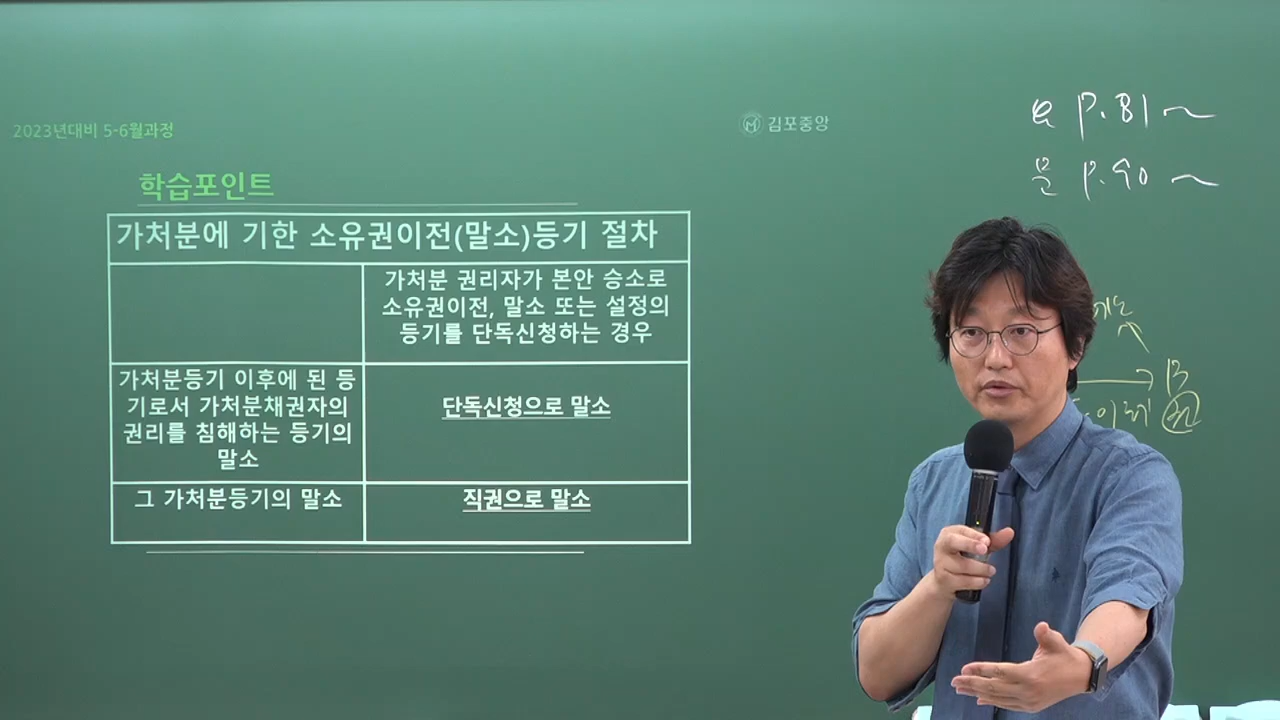 2023년대비 5-6월과정
김포중앙
요 p.81~
문 p.90~
학습포인트
가처분에 기한 소유권이전(말소)등기 절차
가처분 권리자가 본안 승소로
소유권이전, 말소 또는 설정의
등기를 단독신청하는 경우
가처분등기 이후에 된 등
기로서 가처분채권자의
권리를 침해하는 등기의
말소
단독신청으로 말소
그 가처분등기의 말소
직권으로 말소